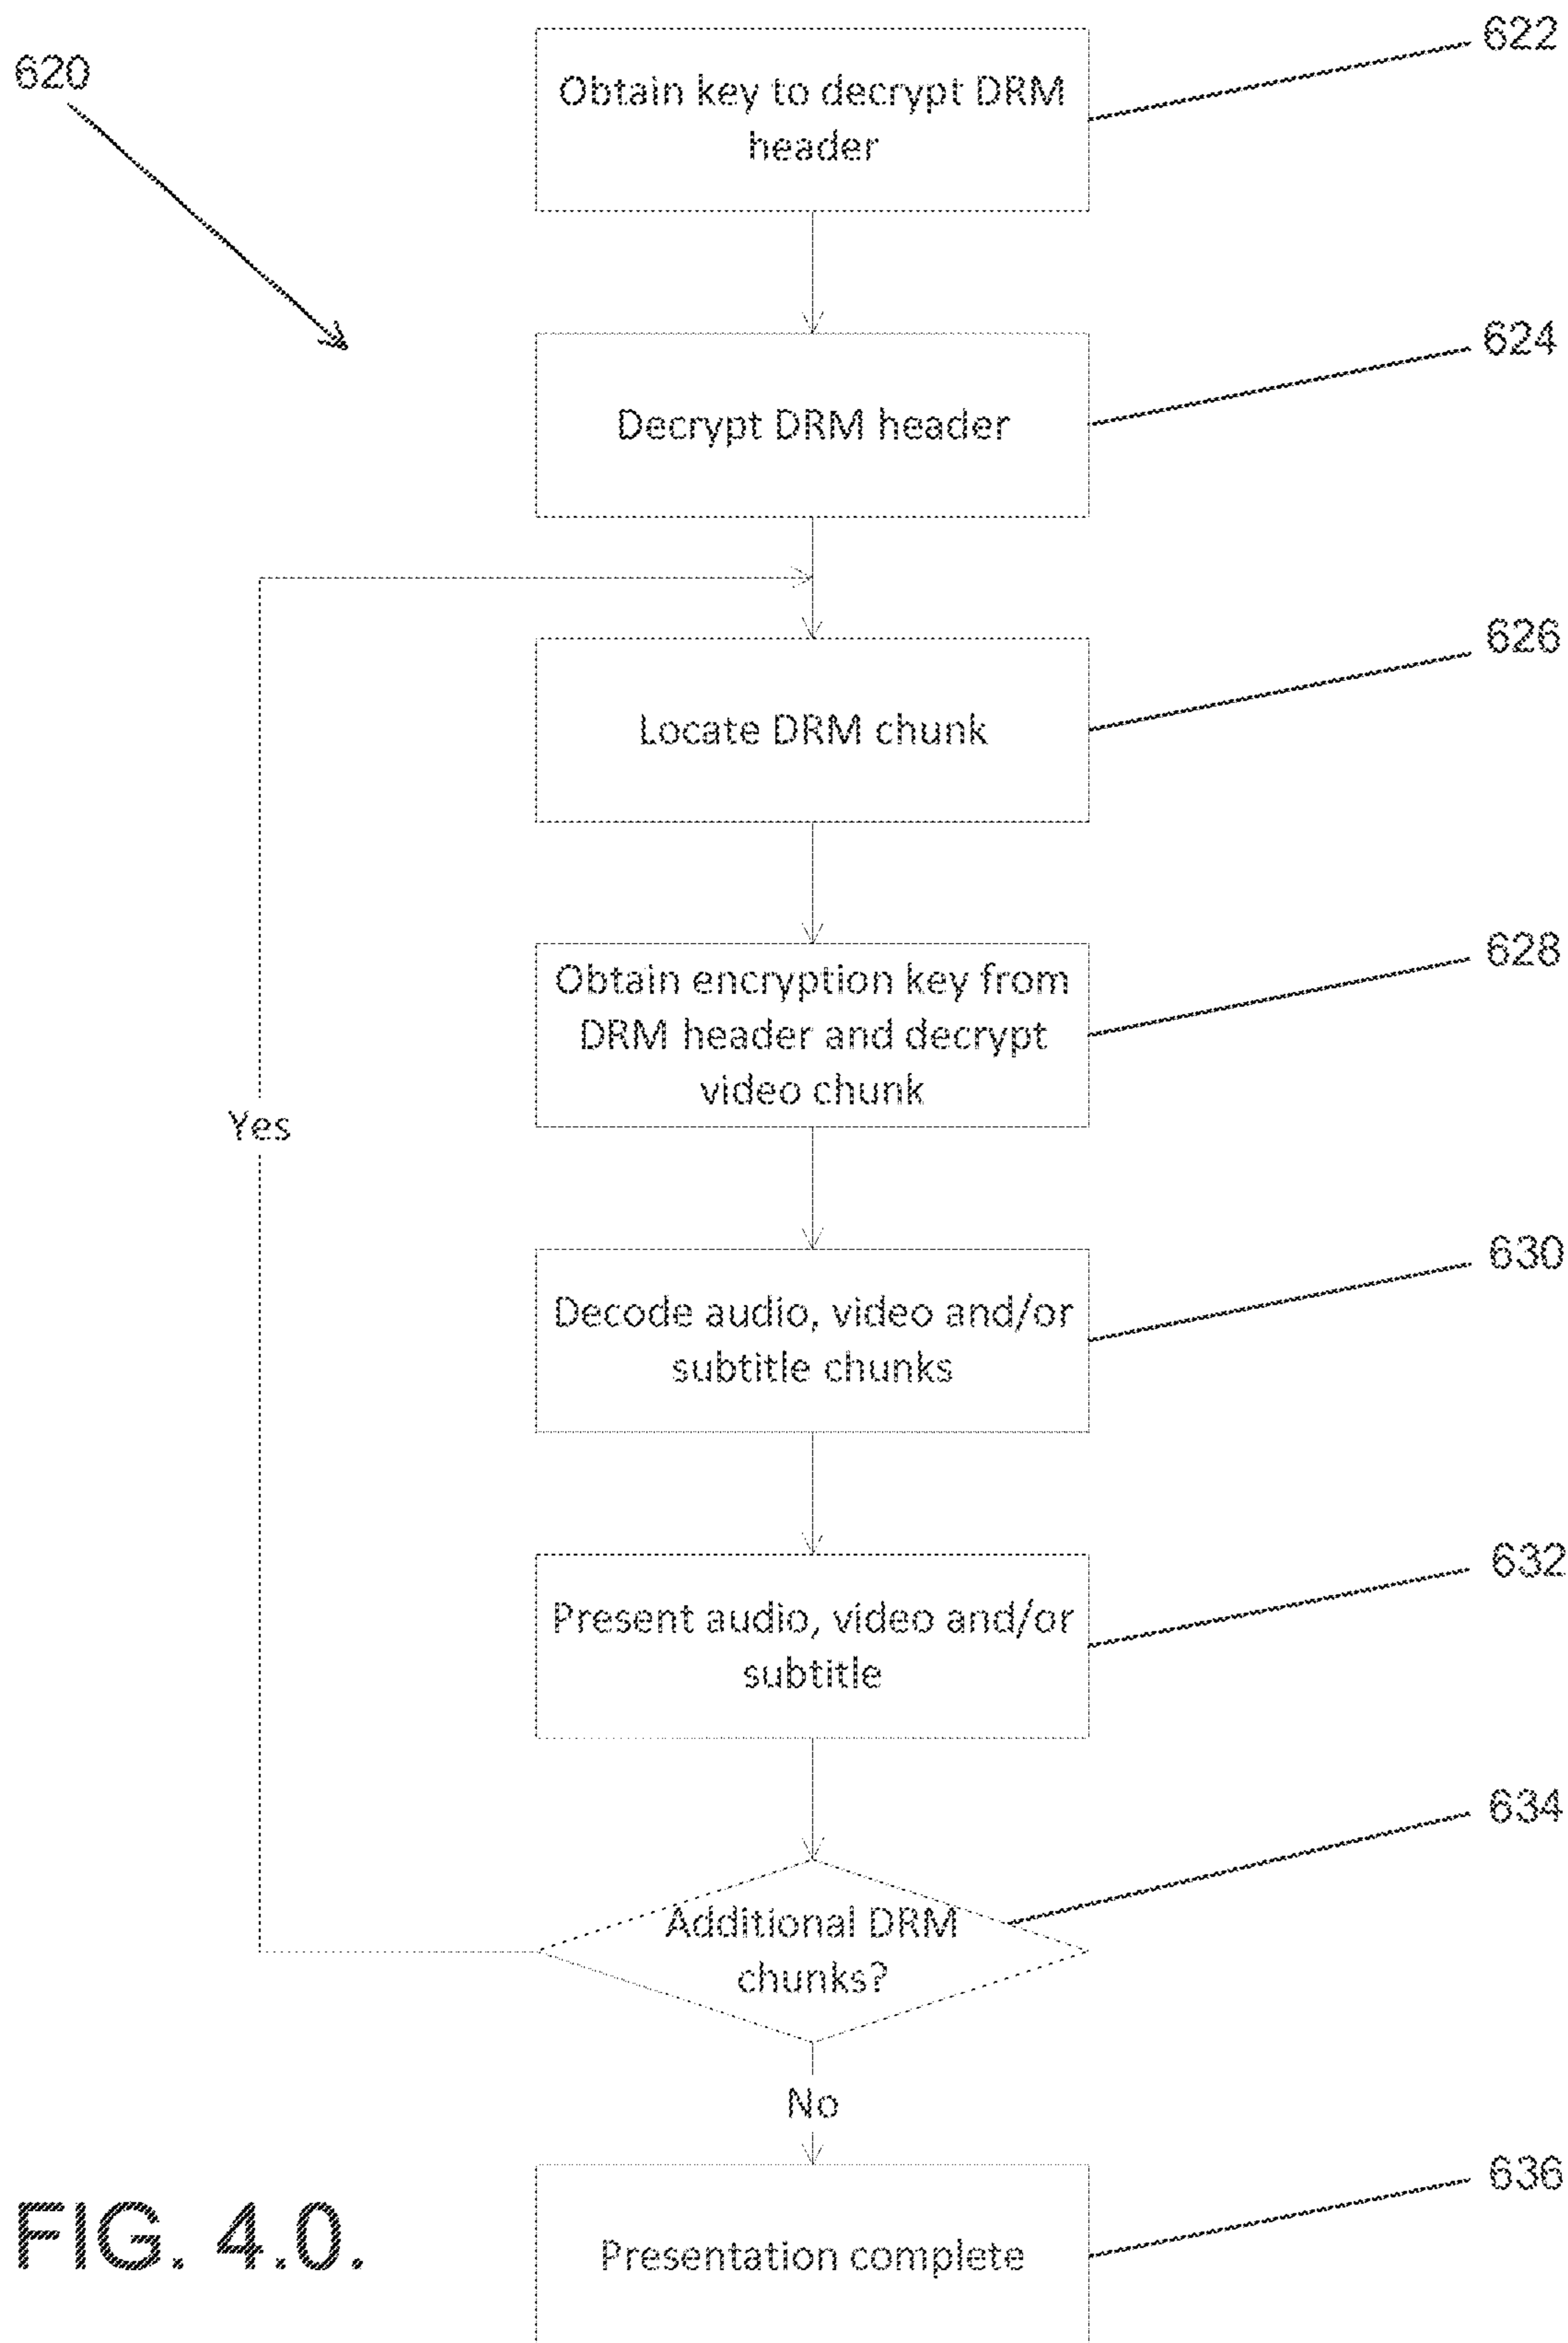 620
622
Obtain key to decrypt DRM
header
624
Decrypt DRM header
626
Locate DRM chunk
628
Obtain encryption key from
DRM header and decrypt
video chunk
Yes
630
Decode audio, video and/or
subtitle chunks
632
Present audio, video and/or
subtitle
634
Additional DRM
chunks?
No
636
Presentation complete
FIG. 4.0.